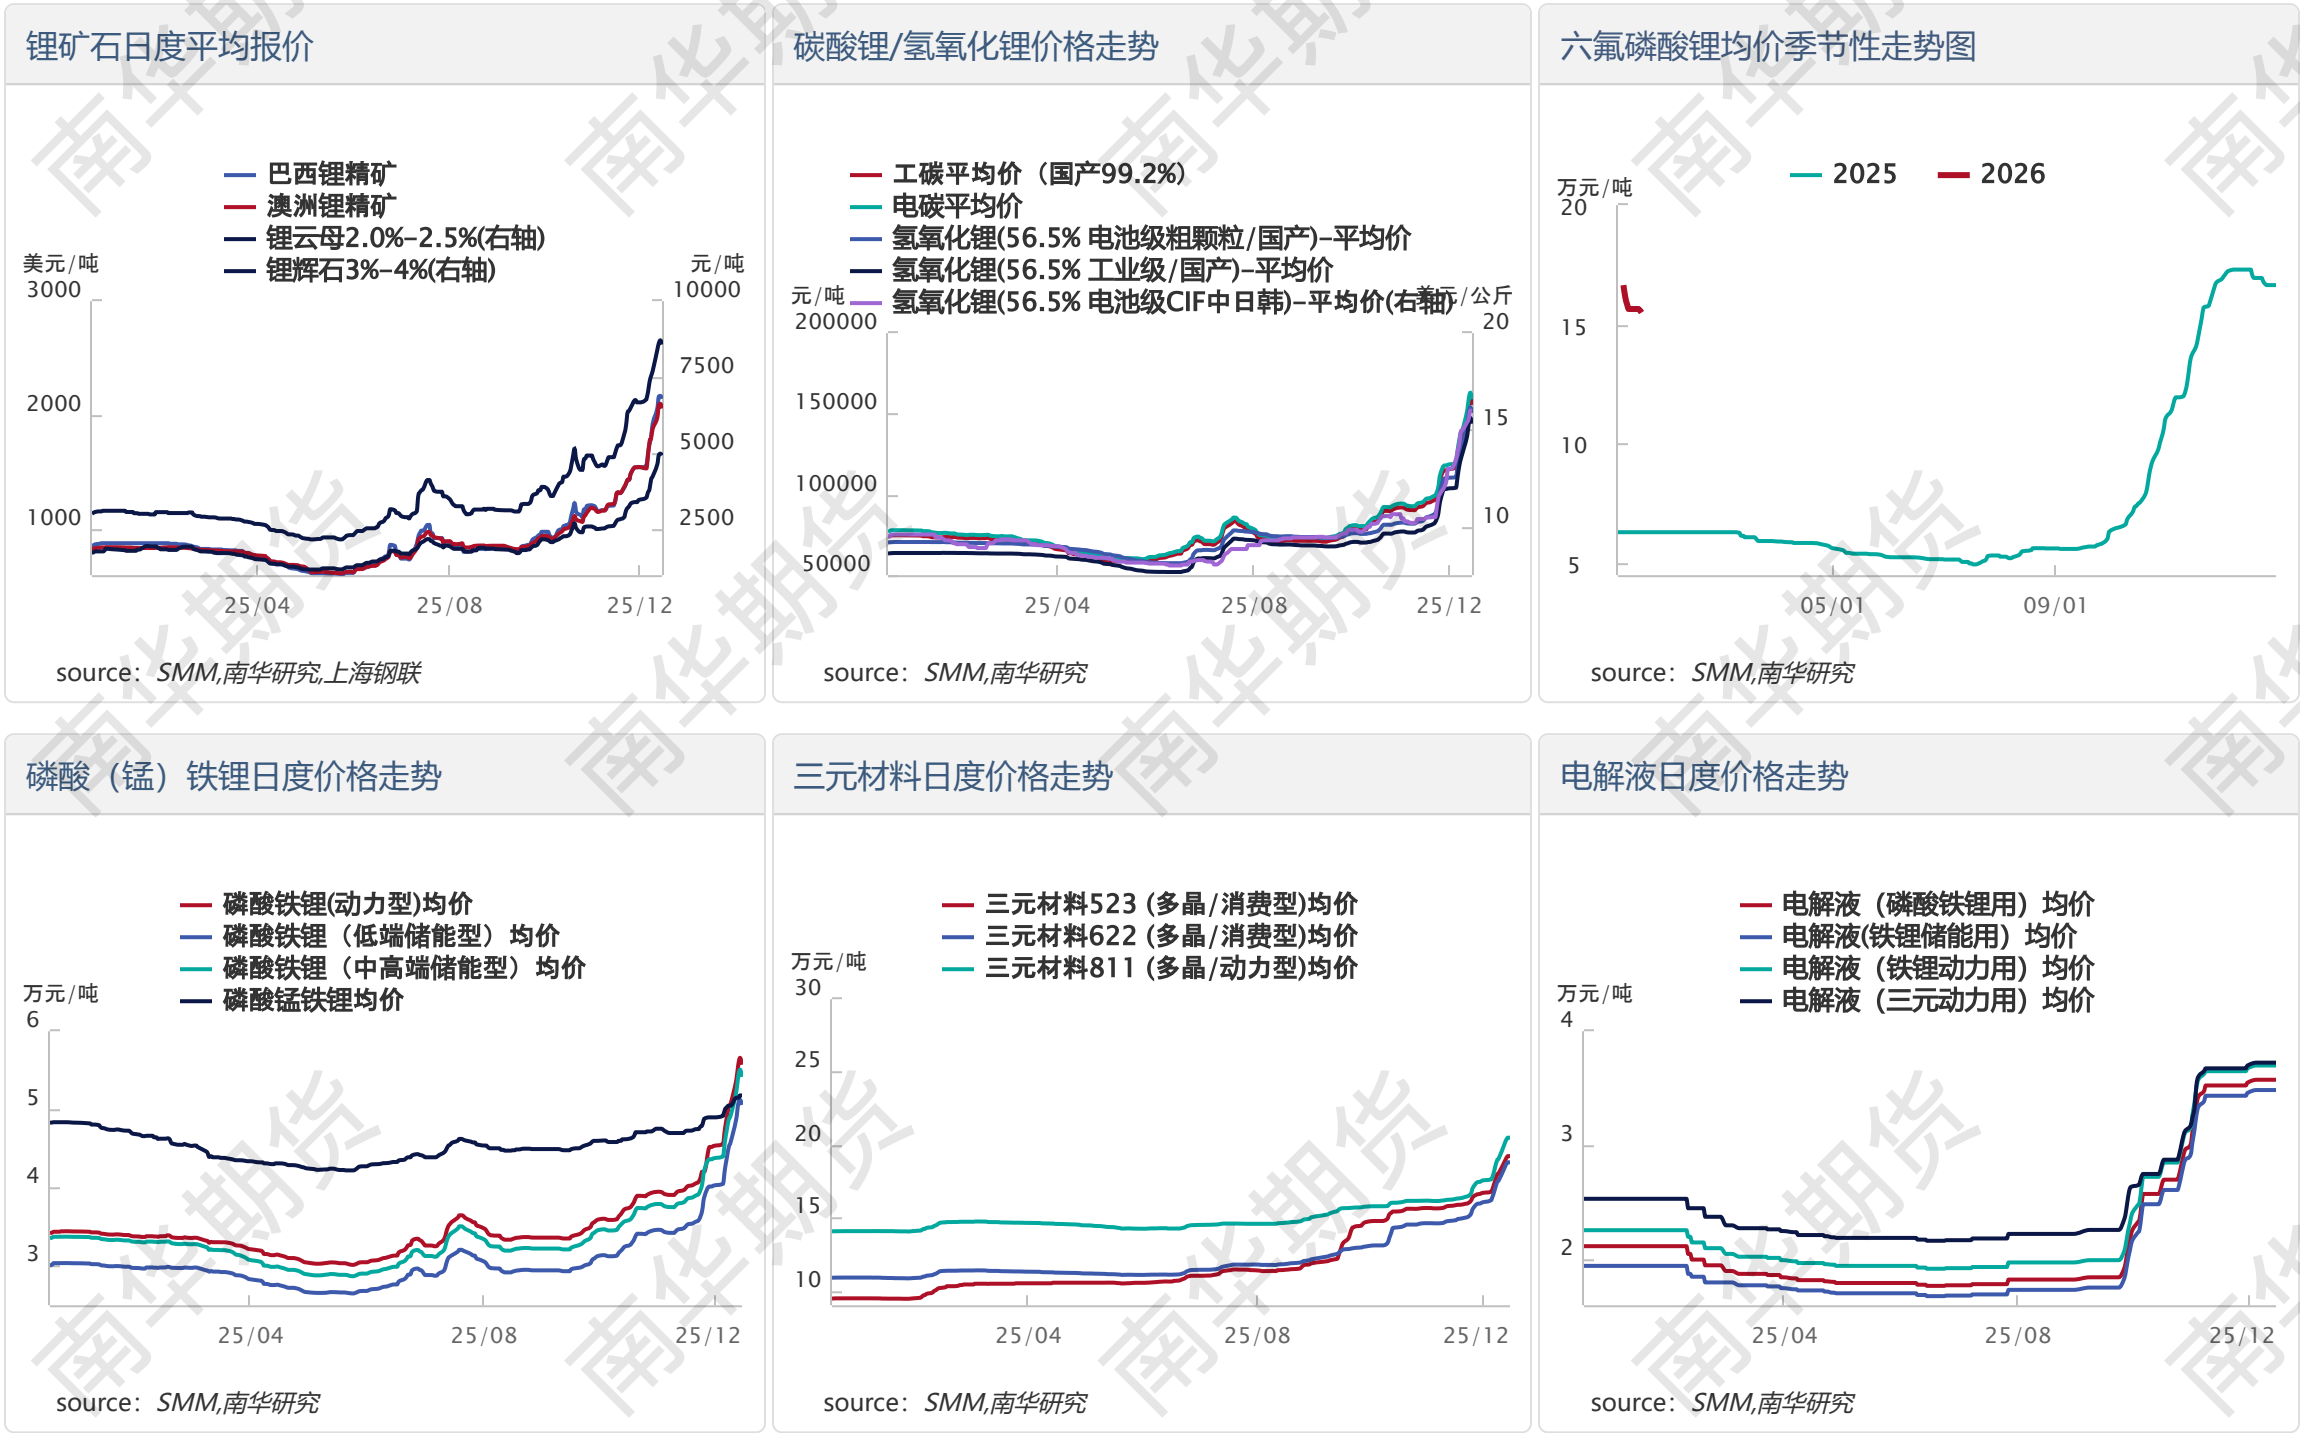 锂矿石日度平均报价
巴西锂精矿
澳洲锂精矿
锂云母2.0%-2.5%(右轴)
锂辉石3%-4%(右轴)
美元/吨
元/吨
3000
2000
1000
10000
7500
5000
2500
25/04
25/08
25/12
source：SMM,南华研究,上海钢联
碳酸锂/氢氧化锂价格走势
工碳平均价（国产99.2%）
电碳平均价
氢氧化锂(56.5% 电池级粗颗粒/国产)-平均价
氢氧化锂(56.5% 工业级/国产)-平均价
氢氧化锂(56.5% 电池级CIF中日韩)-平均价(右轴)
元/吨
美元/公斤
200000
150000
100000
50000
20
15
10
25/04
25/08
25/12
source：SMM,南华研究
六氟磷酸锂均价季节性走势图
2025
2026
万元/吨
20
15
10
5
05/01
09/01
source：SMM,南华研究
磷酸（锰）铁锂日度价格走势
磷酸铁锂(动力型)均价
磷酸铁锂（低端储能型）均价
磷酸铁锂（中高端储能型）均价
磷酸锰铁锂均价
万元/吨
6
5
4
3
25/04
25/08
25/12
source：SMM,南华研究
三元材料日度价格走势
三元材料523 (多晶/消费型)均价
三元材料622 (多晶/消费型)均价
三元材料811 (多晶/动力型)均价
万元/吨
30
25
20
15
10
25/04
25/08
25/12
source：SMM,南华研究
电解液日度价格走势
电解液（磷酸铁锂用）均价
电解液(铁锂储能用）均价
电解液（铁锂动力用）均价
电解液（三元动力用）均价
万元/吨
4
3
2
25/04
25/08
25/12
source：SMM,南华研究
南华期货